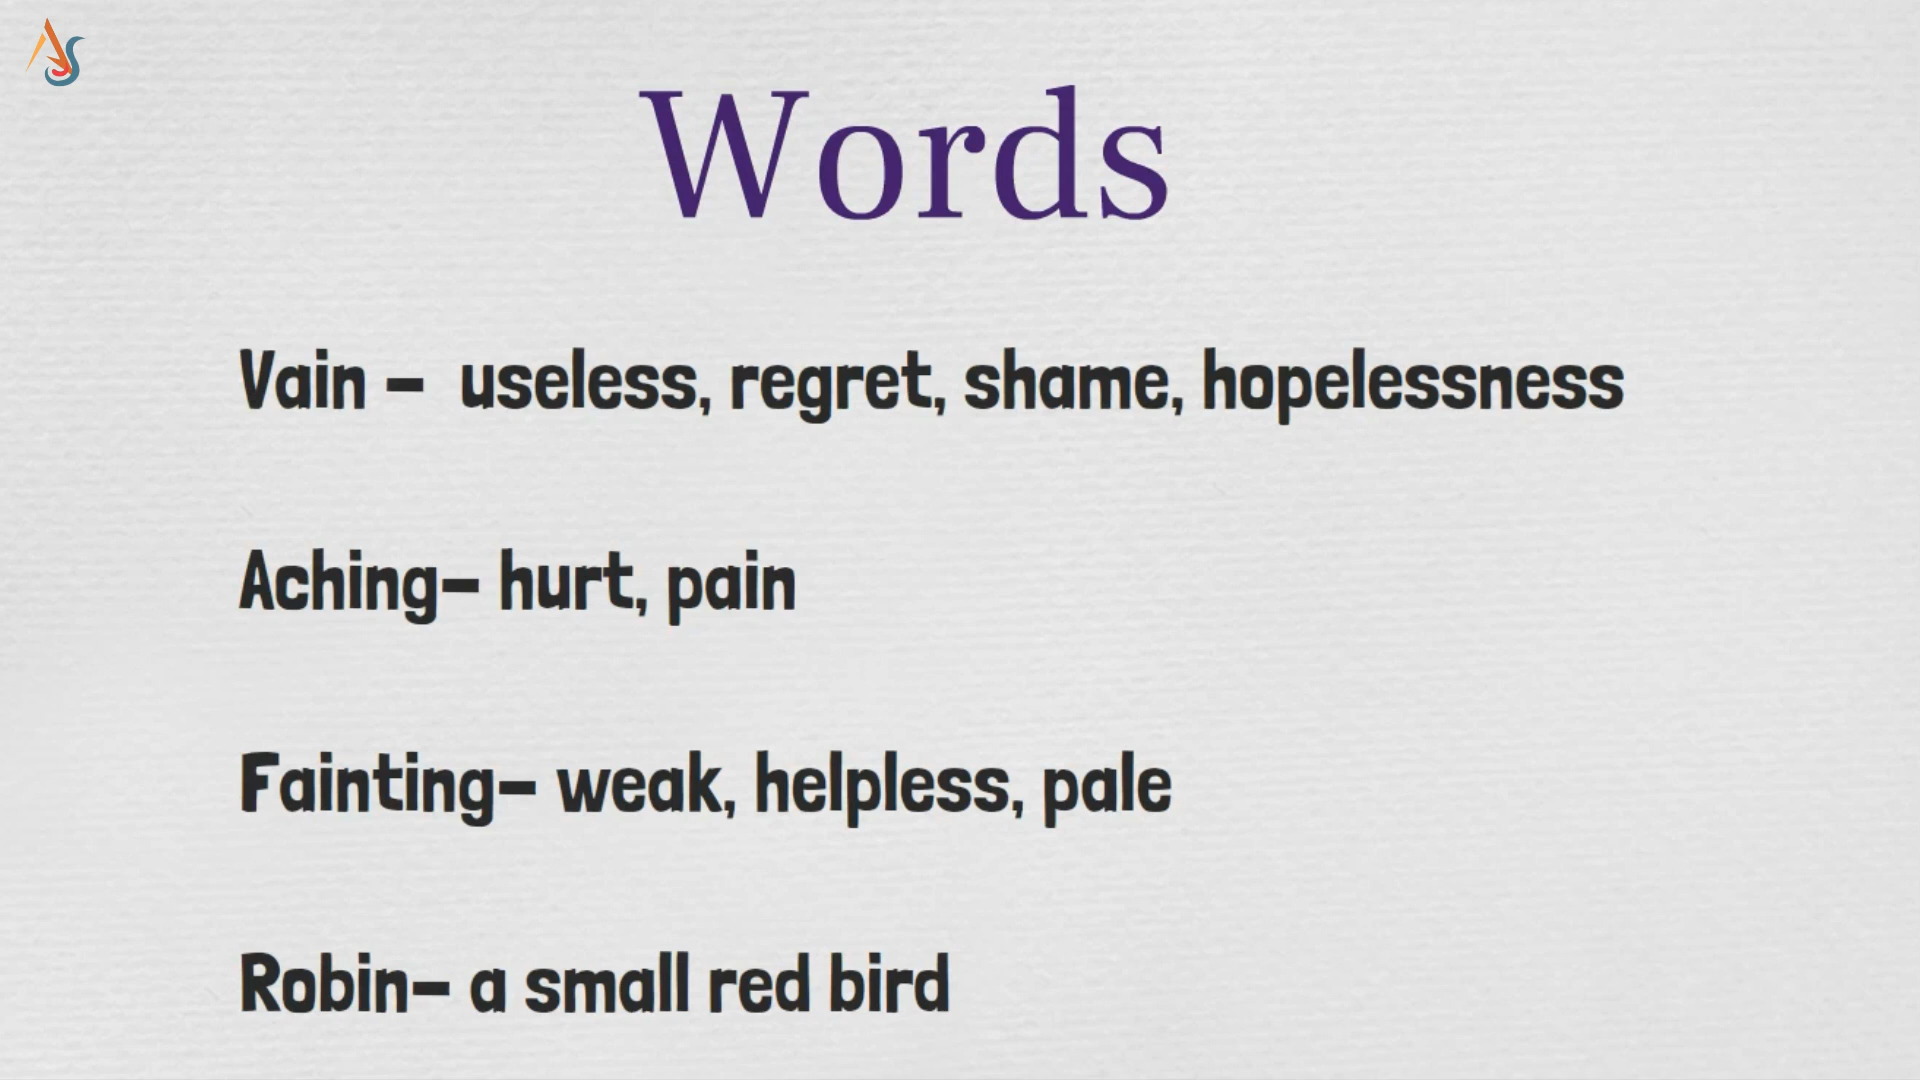 Words
Vain – useless, regret, shame, hopelessness
Aching– hurt, pain
Fainting– weak, helpless, pale
Robin– a small red bird